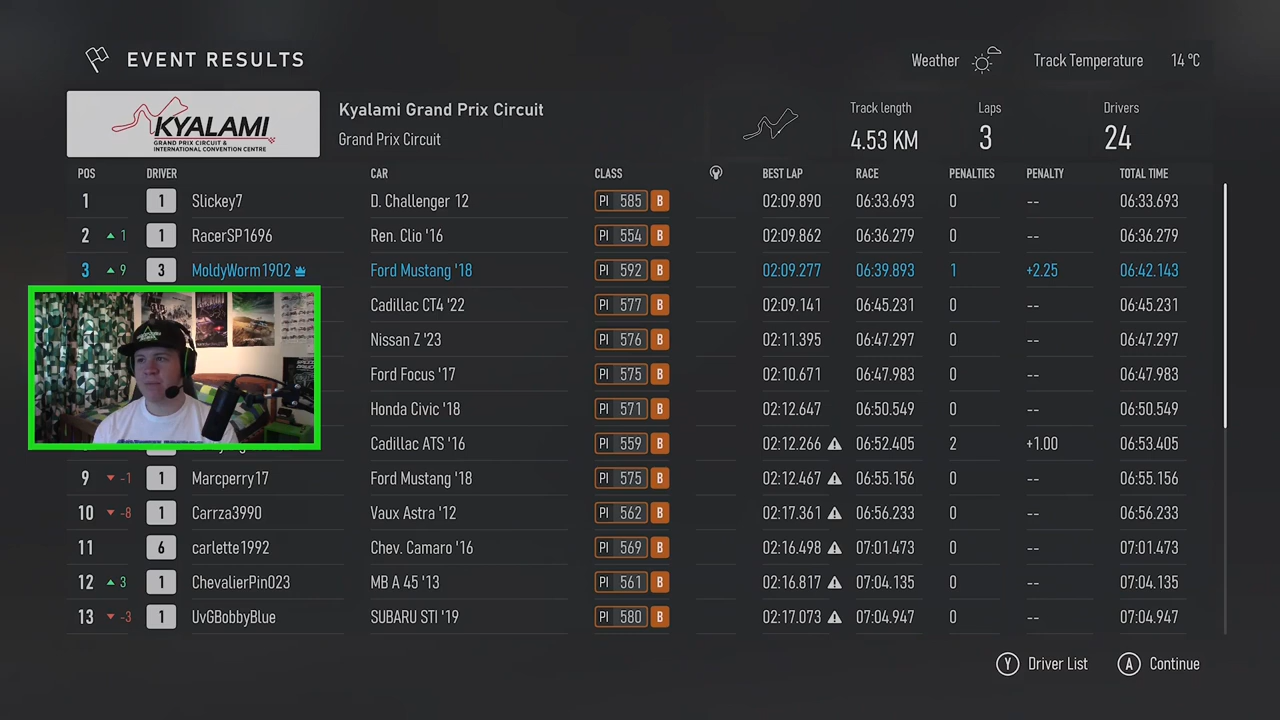 EVENT RESULTS
Weather
Track Temperature 14 ºC
KYALAMI
GRAND PRIX CIRCUIT &
INTERNATIONAL CONVENTION CENTRE
Kyalami Grand Prix Circuit
Grand Prix Circuit
Track length
4.53 KM
Laps
3
Drivers
24
POS DRIVER CAR CLASS BEST LAP RACE PENALTIES PENALTY TOTAL TIME
1 1 Slickey7 D. Challenger 12 PI 585 B 02:09.890 06:33.693 0 -- 06:33.693
2 1 1 RacerSP1696 Ren. Clio '16 PI 554 B 02:09.862 06:36.279 0 -- 06:36.279
3 9 3 MoldyWorm1902 Ford Mustang '18 PI 592 B 02:09.277 06:39.893 1 +2.25 06:42.143
Cadillac CT4 '22 PI 577 B 02:09.141 06:45.231 0 -- 06:45.231
Nissan Z '23 PI 576 B 02:11.395 06:47.297 0 -- 06:47.297
Ford Focus '17 PI 575 B 02:10.671 06:47.983 0 -- 06:47.983
Honda Civic '18 PI 571 B 02:12.647 06:50.549 0 -- 06:50.549
Cadillac ATS '16 PI 559 B 02:12.266 06:52.405 2 +1.00 06:53.405
9 -1 1 Marcperry17 Ford Mustang '18 PI 575 B 02:12.467 06:55.156 0 -- 06:55.156
10 -8 1 Carrza3990 Vaux Astra '12 PI 562 B 02:17.361 06:56.233 0 -- 06:56.233
11 6 carlette1992 Chev. Camaro '16 PI 569 B 02:16.498 07:01.473 0 -- 07:01.473
12 3 1 ChevalierPin023 MB A 45 '13 PI 561 B 02:16.817 07:04.135 0 -- 07:04.135
13 -3 1 UvGBobbyBlue SUBARU STI '19 PI 580 B 02:17.073 07:04.947 0 -- 07:04.947
Y Driver List A Continue